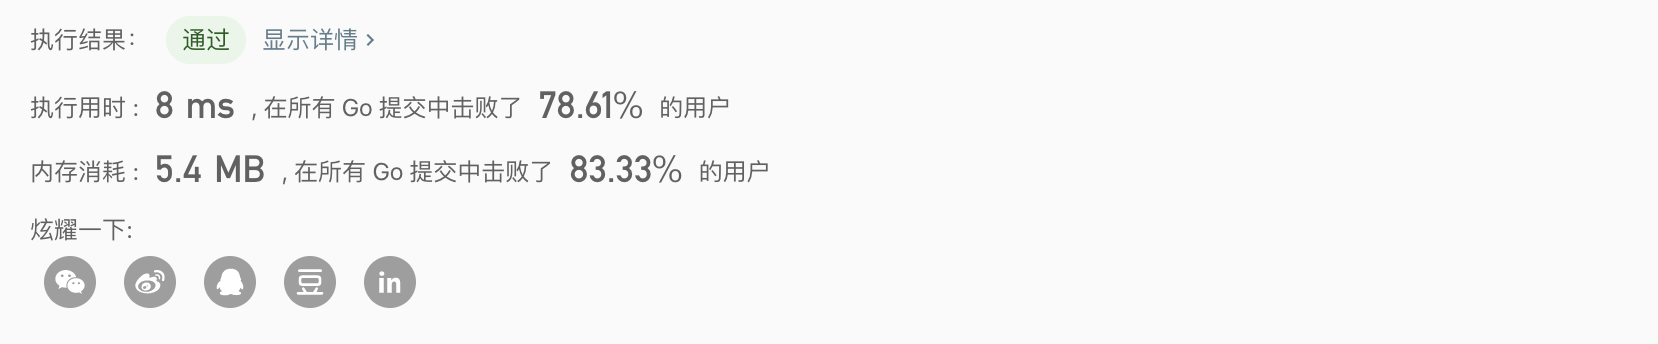 执行结果： 通过 显示详情 ›
执行用时 : 8 ms , 在所有 Go 提交中击败了 78.61% 的用户
内存消耗 : 5.4 MB , 在所有 Go 提交中击败了 83.33% 的用户
炫耀一下:
豆 in